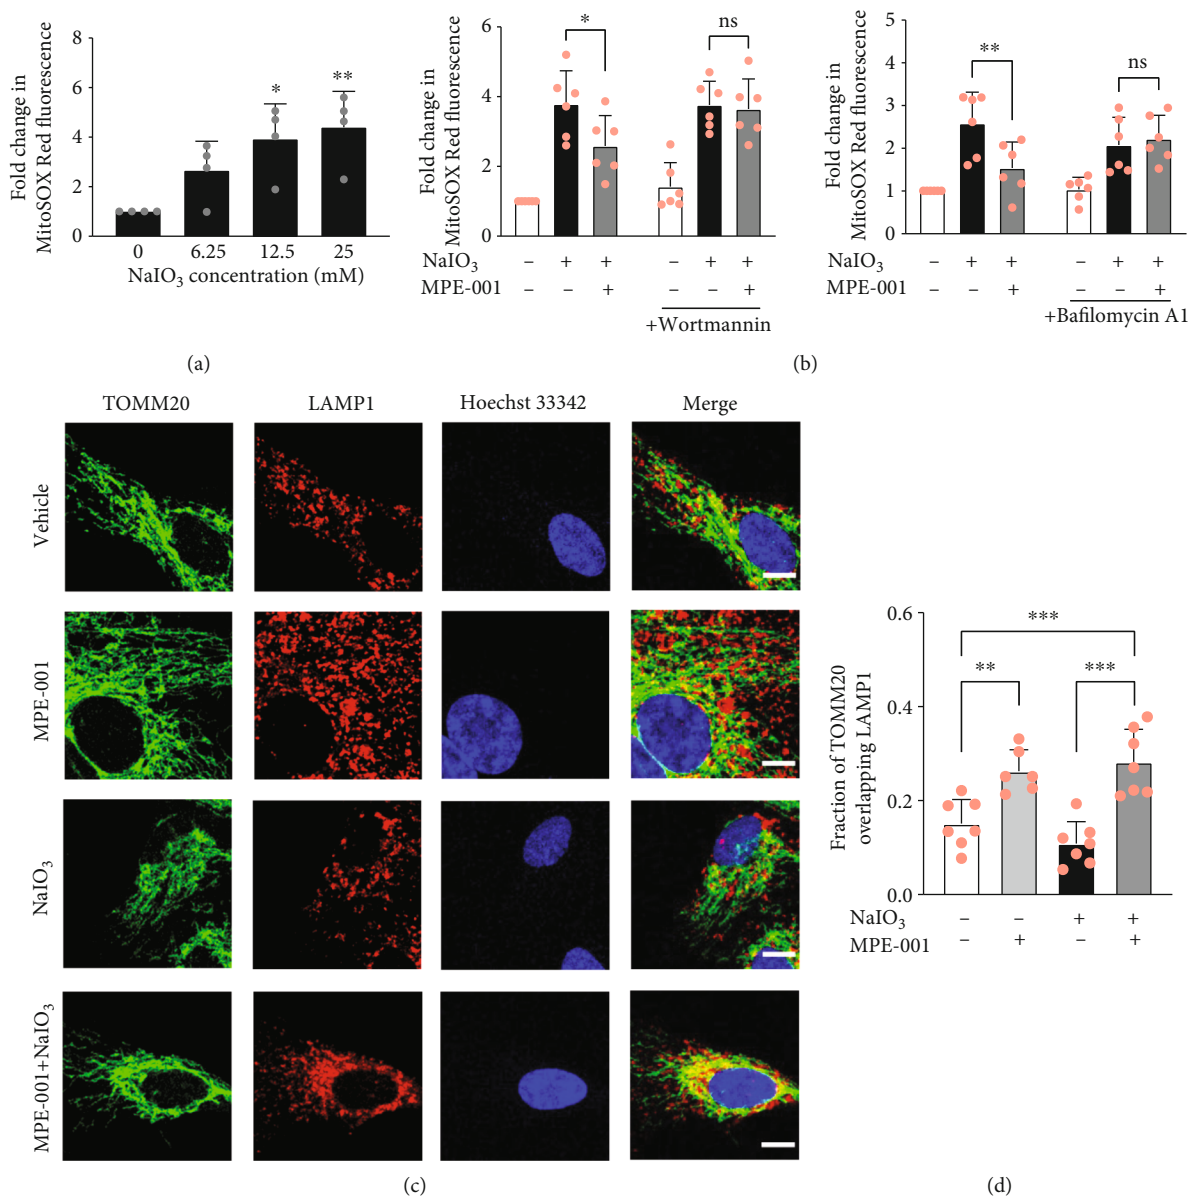 Fold change in
MitoSOX Red fluorescence
8
6
4
2
0
*
**
0 6.25 12.5 25
NaIO₃ concentration (mM)
(a)
Fold change in
MitoSOX Red fluorescence
6
4
2
0
*
ns
NaIO₃ – + + – + +
MPE-001 – – + – – +
+Wortmannin
Fold change in
MitoSOX Red fluorescence
5
4
3
2
1
0
**
ns
NaIO₃ – + + – + +
MPE-001 – – + – – +
+Bafilomycin A1
(b)
TOMM20 LAMP1 Hoechst 33342 Merge
Vehicle
MPE-001
NaIO₃
MPE-001+NaIO₃
(c)
Fraction of TOMM20
overlapping LAMP1
0.6
0.4
0.2
0.0
***
** ***
NaIO₃ – – + +
MPE-001 – + – +
(d)